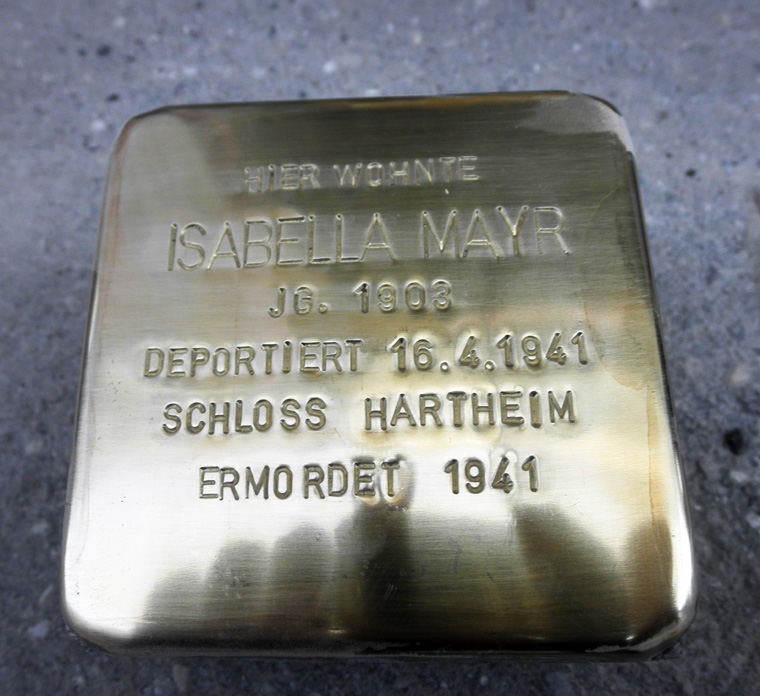 HIER WOHNTE
ISABELLA MAYR
JG. 1903
DEPORTIERT 16.4.1941
SCHLOSS HARTHEIM
ERMORDET 1941